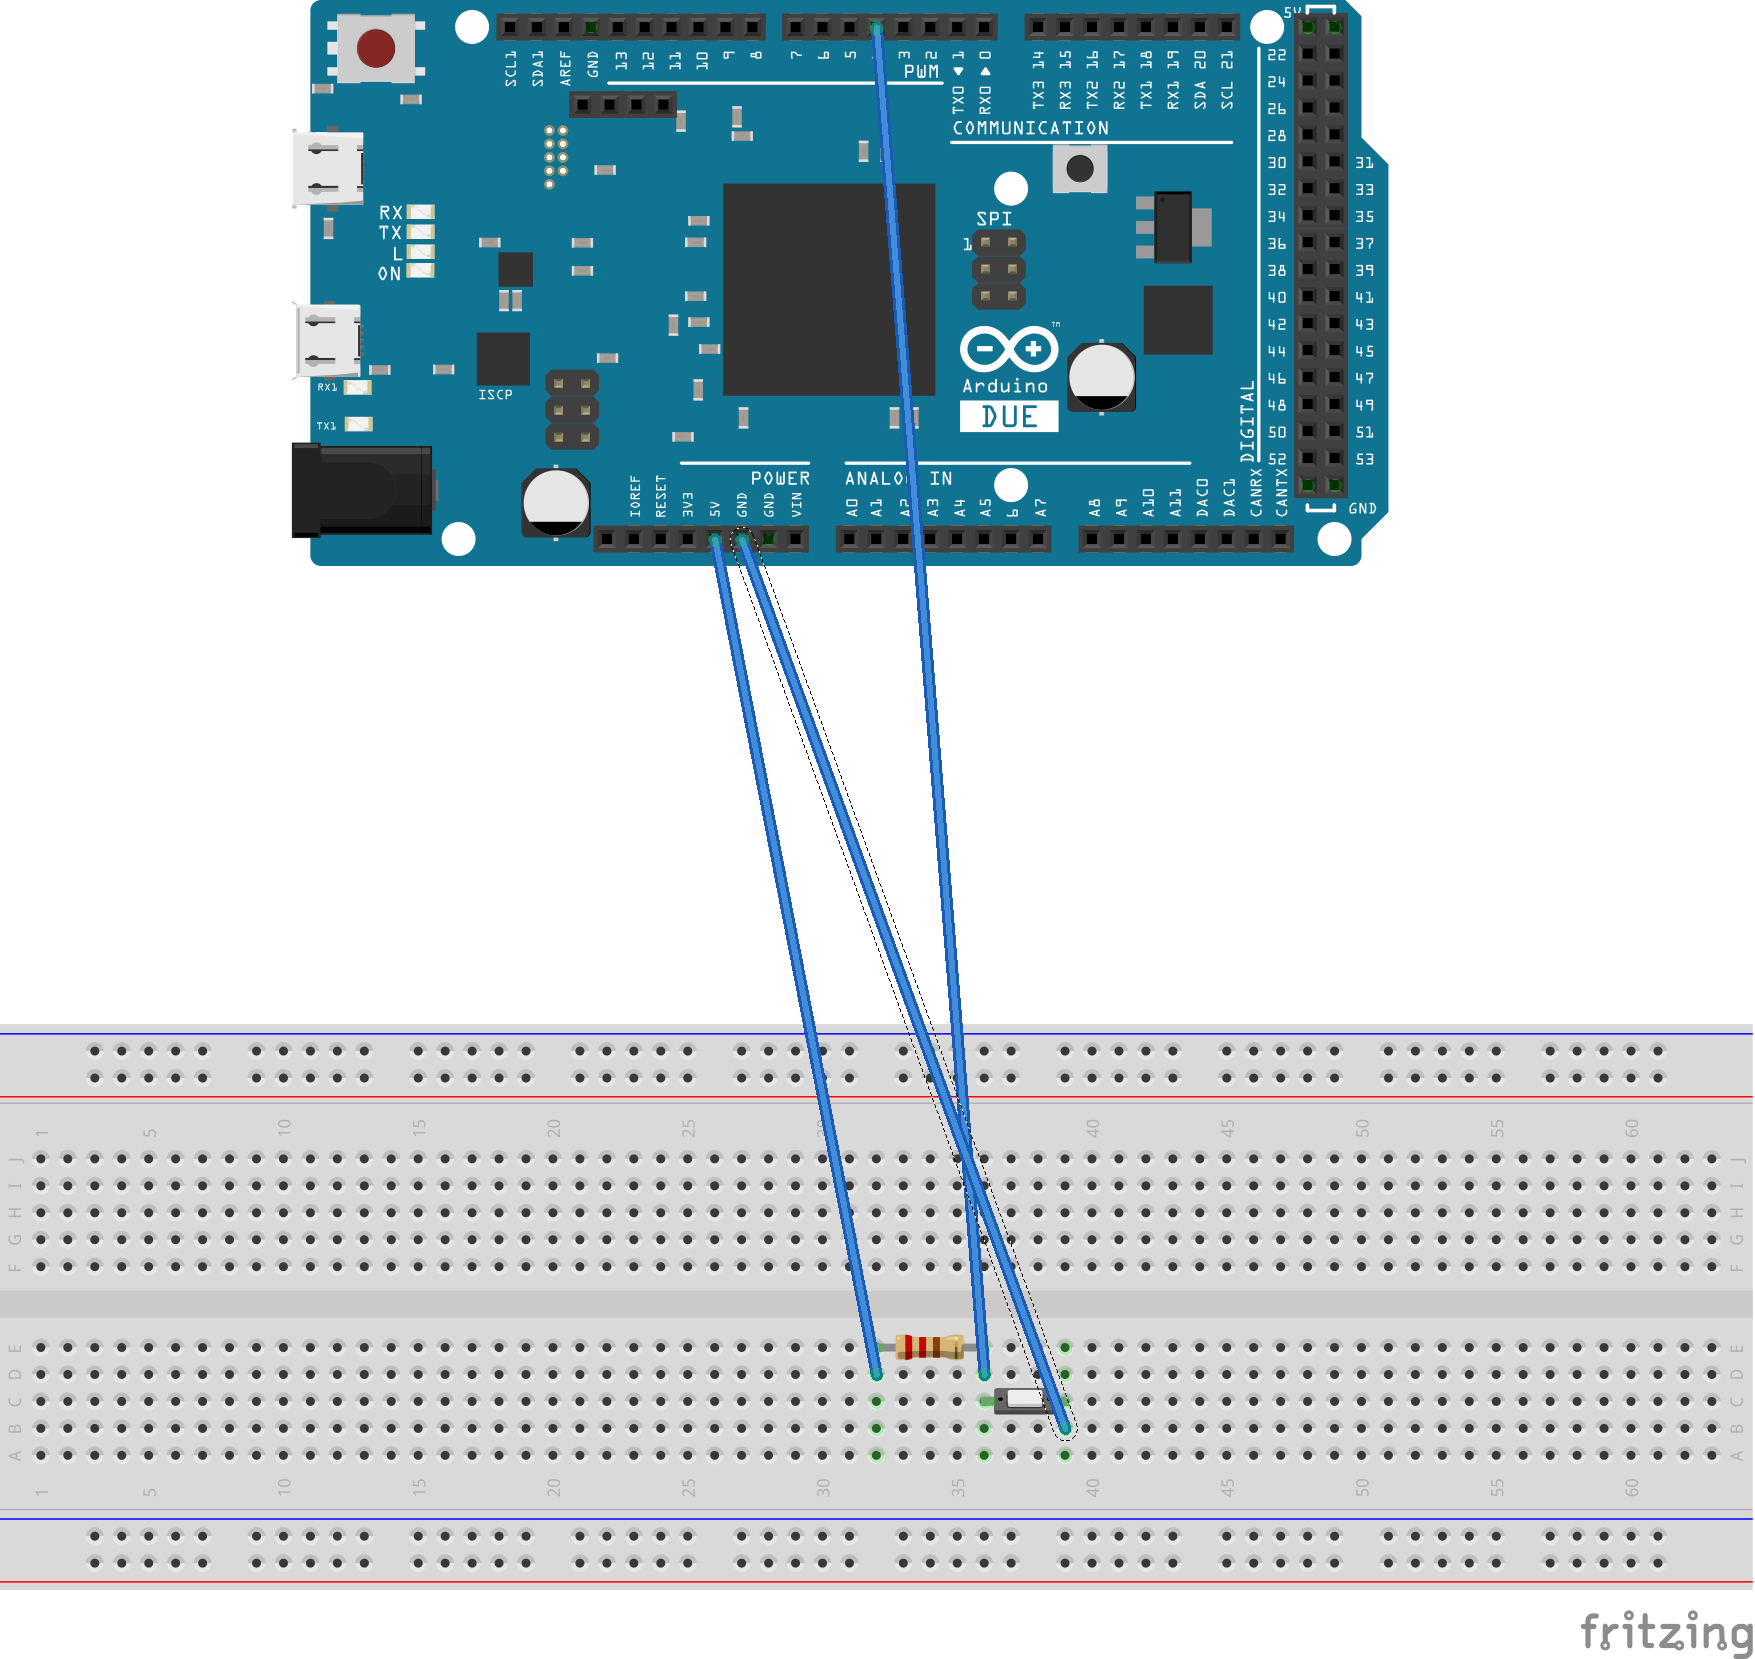 5V
SCL1 SDA1 AREF GND 13 12 11 10 9 8 7 6 5 3 2 TX0 1 RX0 0 TX3 14 RX3 15 TX2 16 RX2 17 TX1 18 RX1 19 SDA 20 SCL 21
PWM
COMMUNICATION
22
24
26
28
30 31
32 33
34 35
36 37
38 39
40 41
42 43
44 45
46 47
48 49
50 51
52 53
DIGITAL
GND
RX
TX
L
ON
SPI
1
TM
Arduino
DUE
RX1
TX1
ISCP
POWER
ANALOG IN
IOREF RESET 3V3 5V GND GND VIN A0 A1 A2 A3 A4 A5 6 A7 A8 A9 A10 A11 DAC0 DAC1 CANRX CANTX
1 5 10 15 20 25 35 40 45 50 55 60
J J
I I
H H
G G
F F
E E
D D
C C
B B
A A
1 5 10 15 20 25 30 35 40 45 50 55 60
fritzing